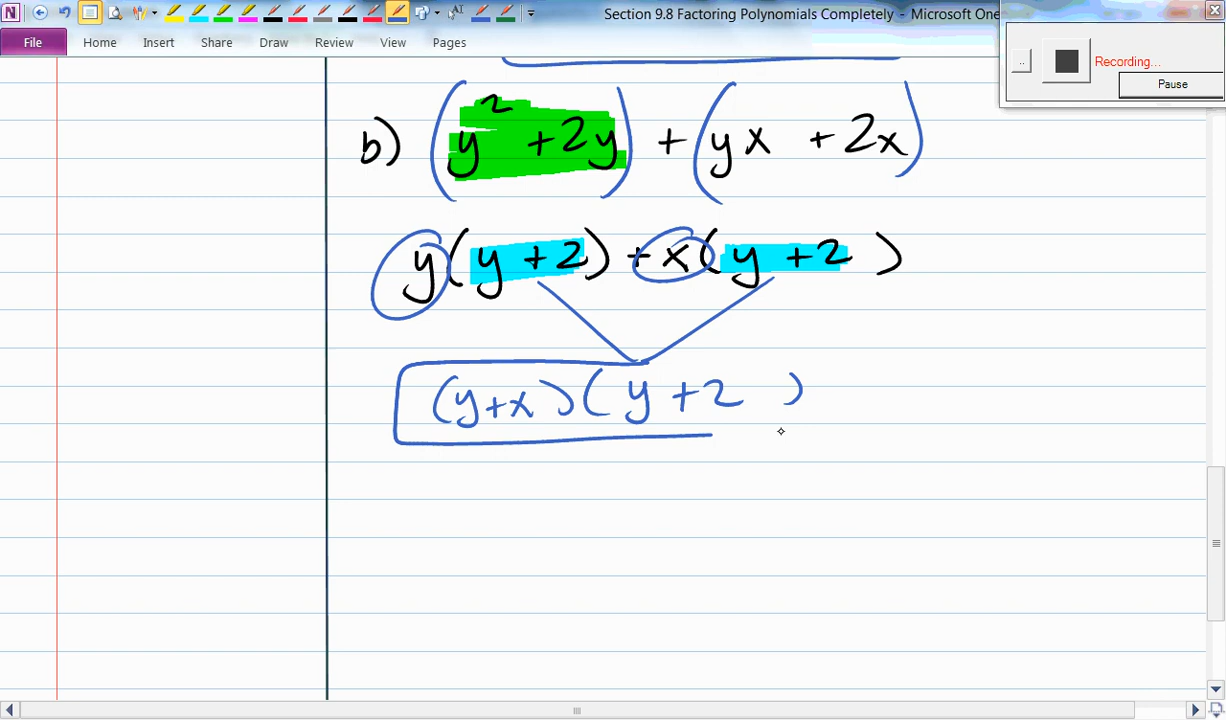 Section 9.8 Factoring Polynomials Completely - Microsoft One
File Home Insert Share Draw Review View Pages
Recording...
..
Pause
b) (y² + 2y) + (yx + 2x)
y(y + 2) + x(y + 2)
(y+x)(y + 2)